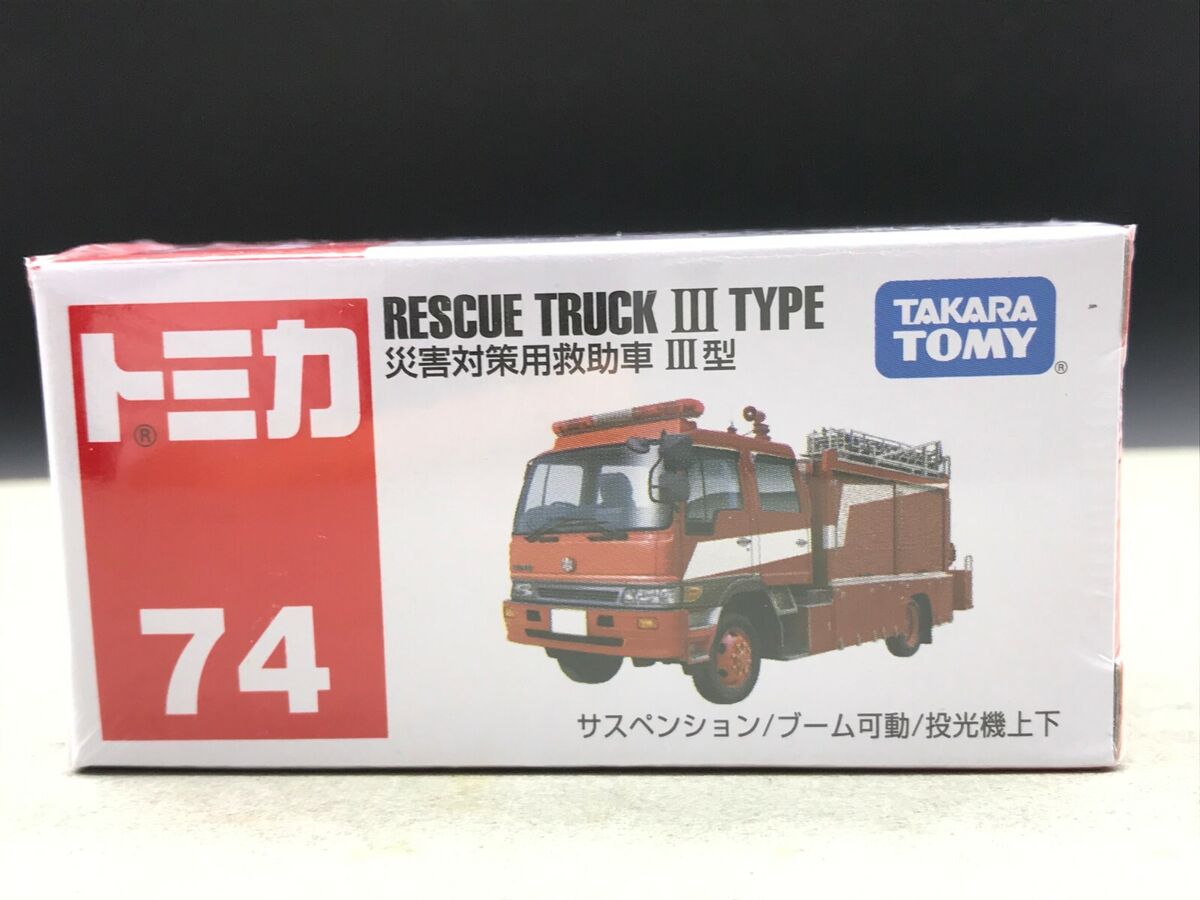 トミカ®
74
RESCUE TRUCK III TYPE
災害対策用救助車 III型
TAKARA
TOMY®
サスペンション/ブーム可動/投光機上下